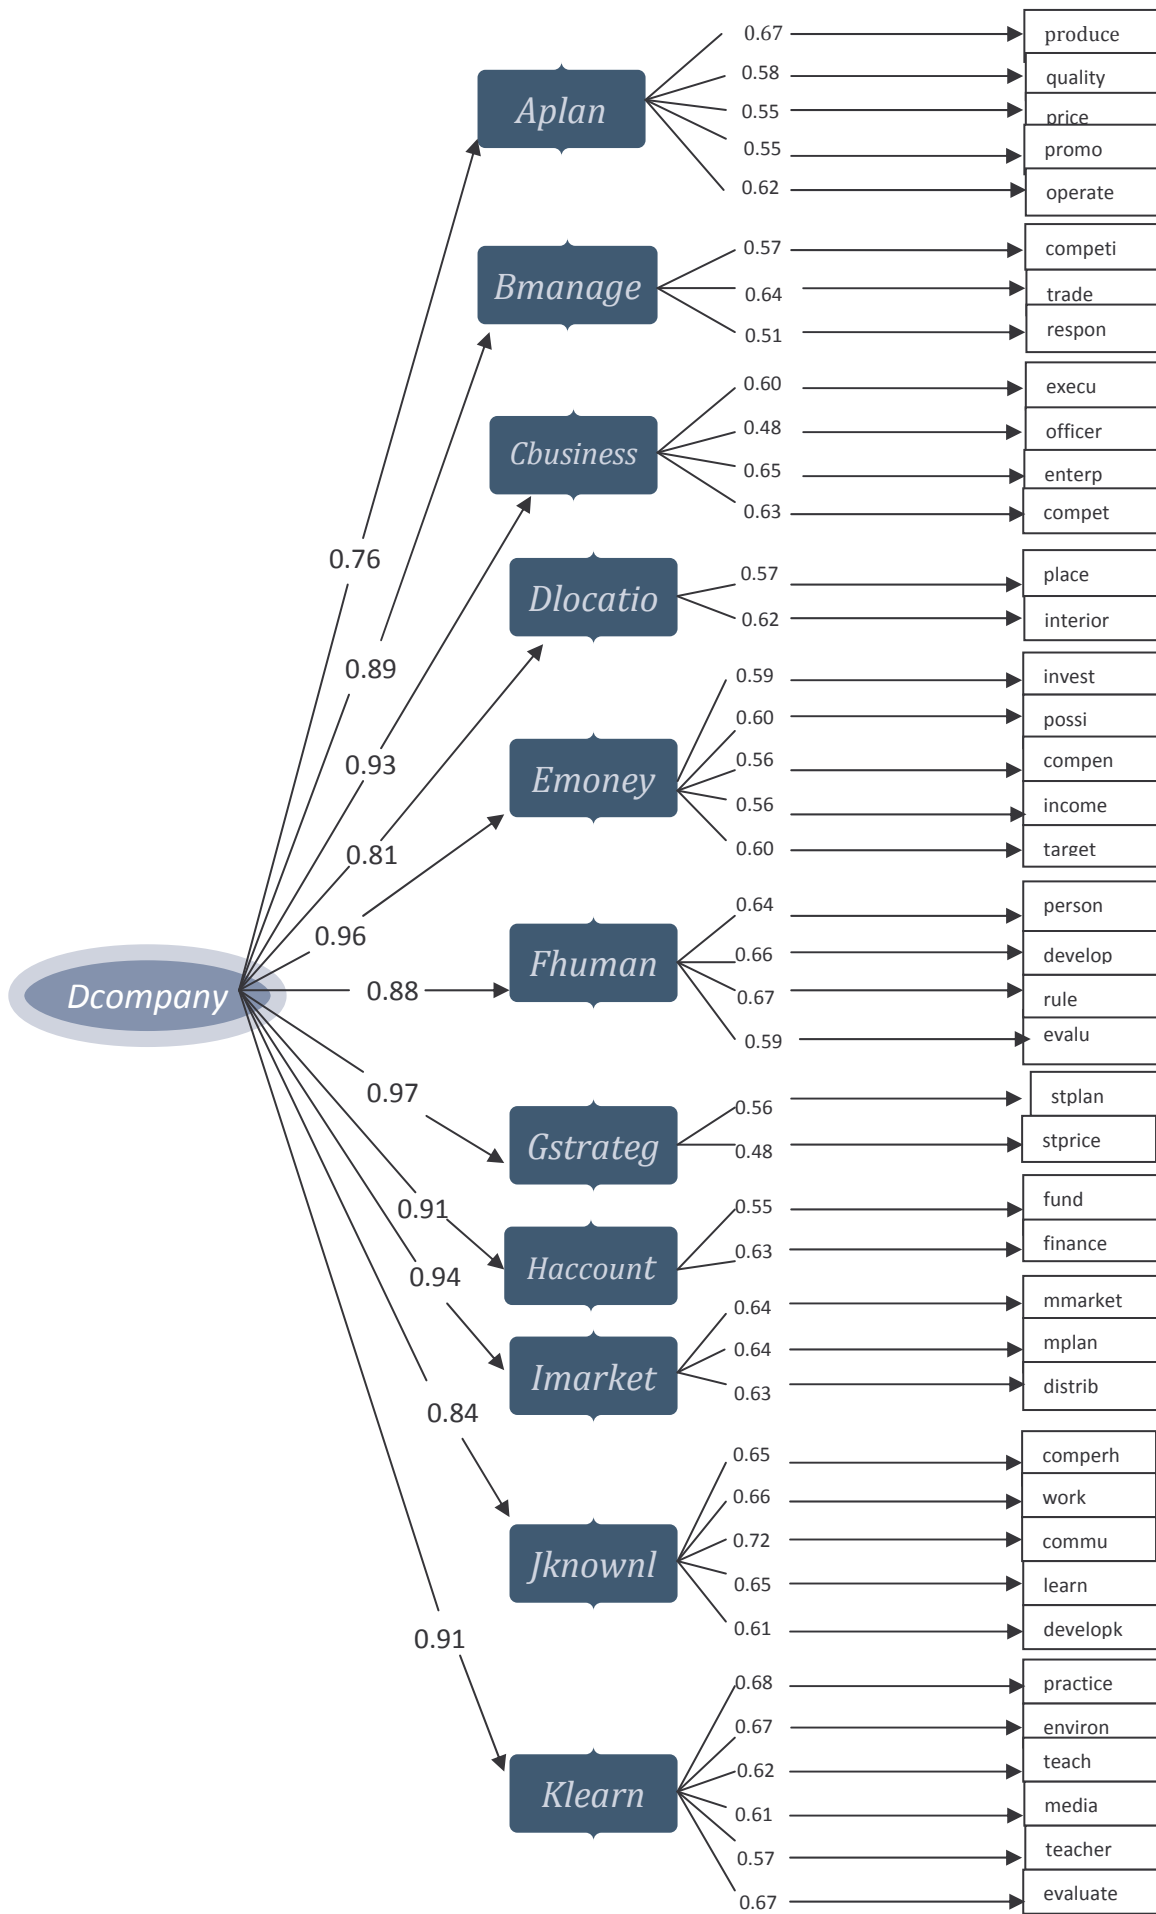 0.67 produce
Aplan 0.58 quality
0.55 price
0.55 promo
0.62 operate
0.57 competi
Bmanage 0.64 trade
0.51 respon
0.60 execu
Cbusiness 0.48 officer
0.65 enterp
0.63 compet
0.76
0.57 place
Dlocatio 0.62 interior
0.89
0.59 invest
0.60 possi
0.93
Emoney 0.56 compen
0.56 income
0.81 0.60 target
0.96
0.64 person
Fhuman 0.66 develop
Dcompany 0.88 0.67 rule
0.59 evalu
0.97
0.56 stplan
Gstrateg 0.48 stprice
0.91
0.55 fund
Haccount 0.63 finance
0.94
0.64 mmarket
0.64 mplan
Imarket 0.63 distrib
0.84
0.65 comperh
0.66 work
0.72 commu
Jknownl 0.65 learn
0.61 developk
0.91
0.68 practice
0.67 environ
0.62 teach
Klearn 0.61 media
0.57 teacher
0.67 evaluate